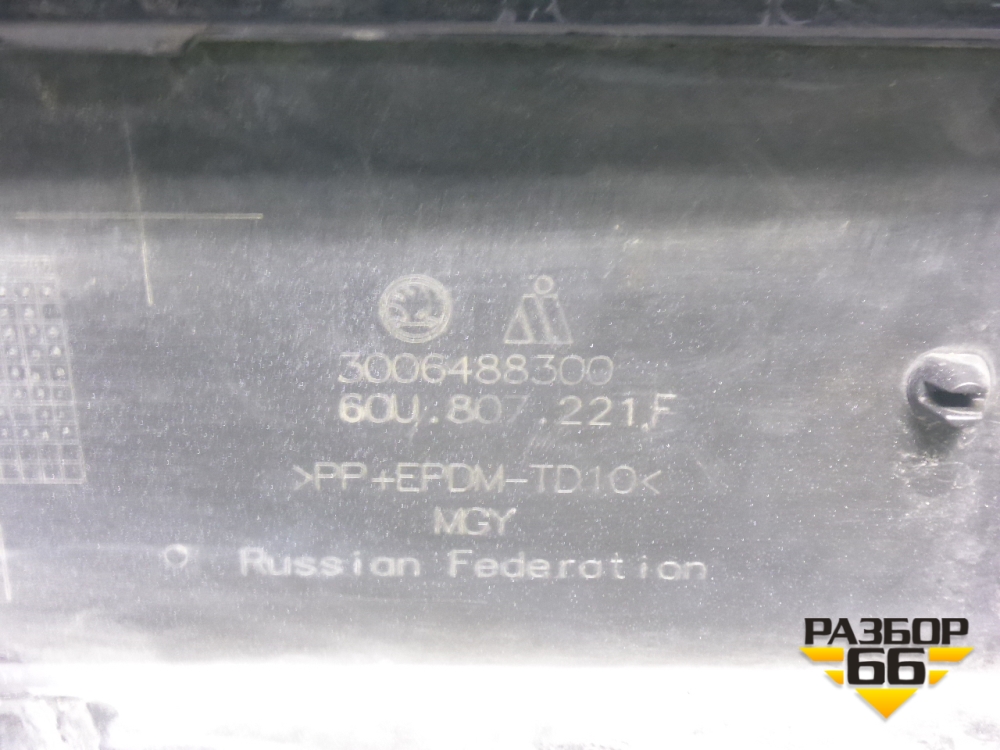 3006488300
60U.807.221.F
>PP+EPDM-TD10<
MGY
Russian Federation
РАЗБОР
66